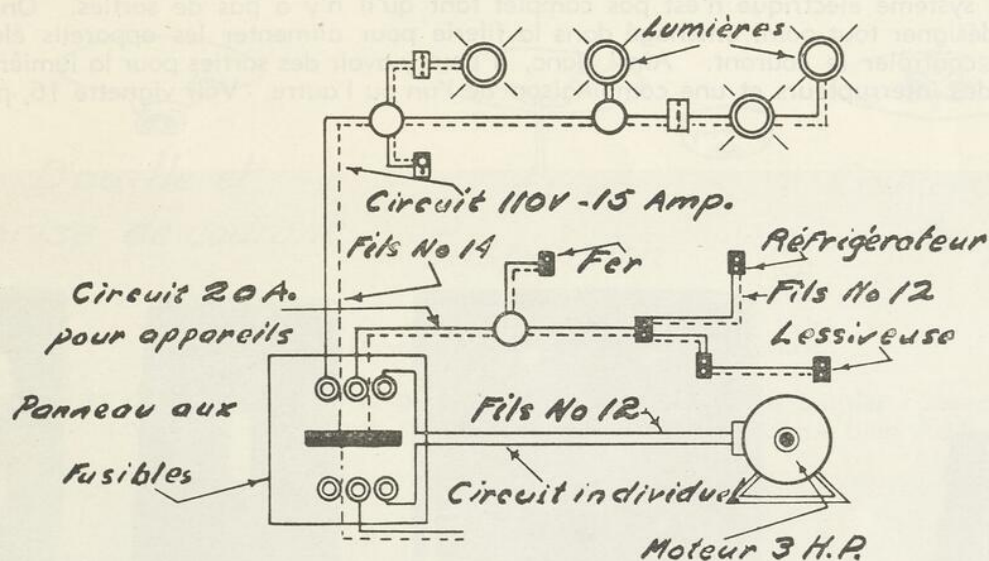 Lumières
Circuit 110V - 15 Amp.
Fils No 14
Fer
Réfrigérateur
Circuit 20 A.
pour appareils
Fils No 12
Lessiveuse
Panneau aux
Fusibles
Fils No 12
Circuit individuel
Moteur 3 H.P.